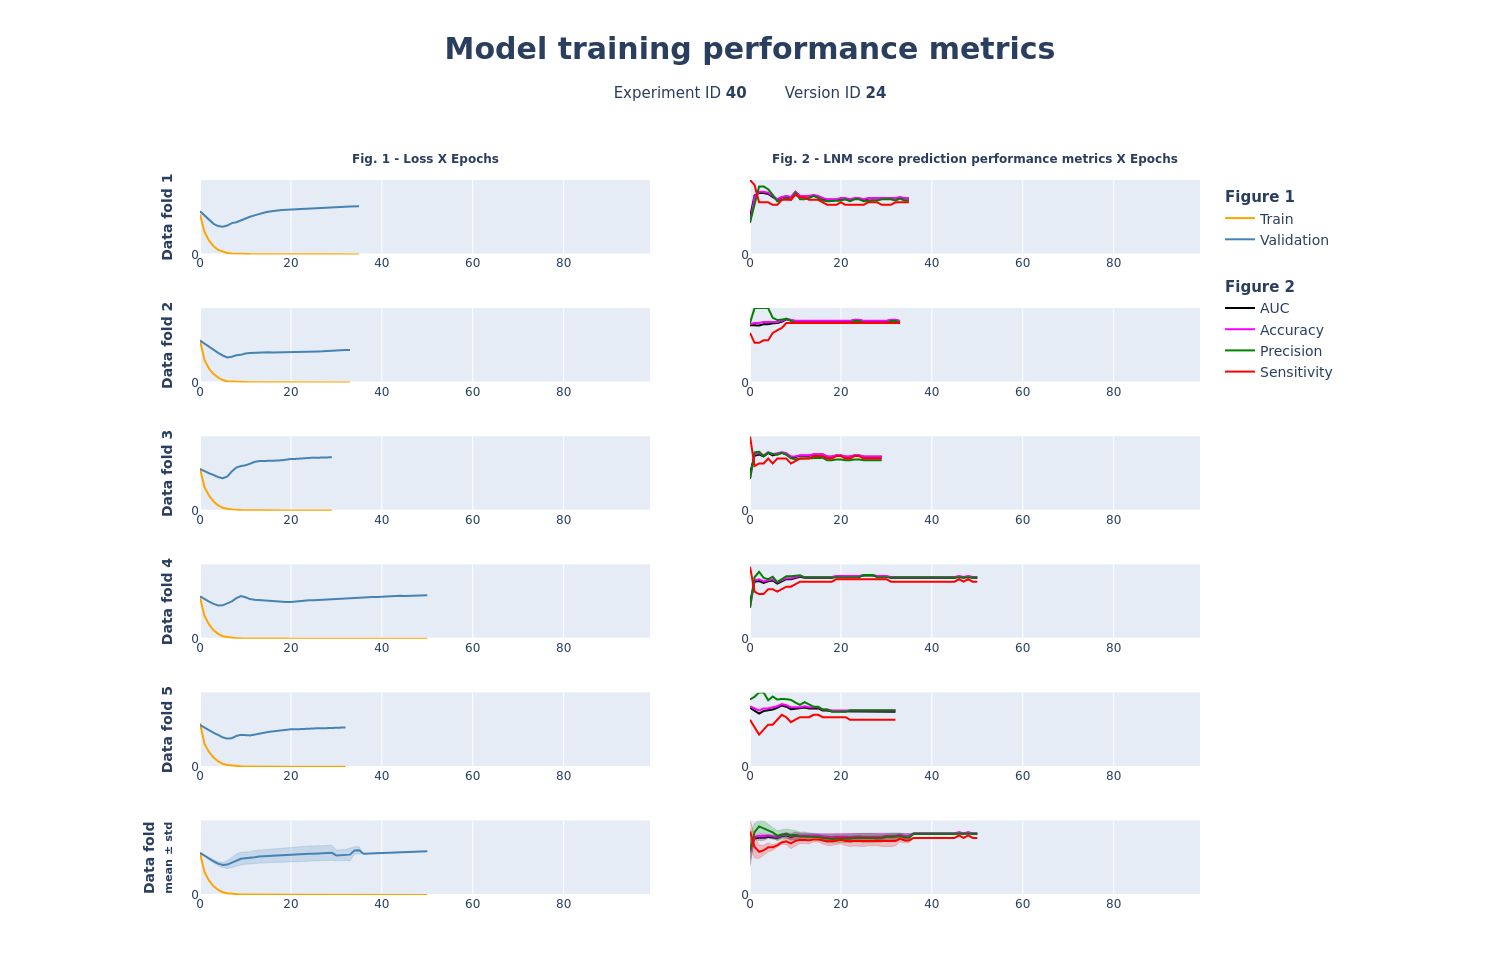 Model training performance metrics
Experiment ID 40 Version ID 24
Fig. 1 - Loss X Epochs
Fig. 2 - LNM score prediction performance metrics X Epochs
Data fold 1
0
0 20 40 60 80
0
0 20 40 60 80
Figure 1
Train
Validation
Figure 2
AUC
Accuracy
Precision
Sensitivity
Data fold 2
0
0 20 40 60 80
0
0 20 40 60 80
Data fold 3
0
0 20 40 60 80
0
0 20 40 60 80
Data fold 4
0
0 20 40 60 80
0
0 20 40 60 80
Data fold 5
0
0 20 40 60 80
0
0 20 40 60 80
Data fold
mean ± std
0
0 20 40 60 80
0
0 20 40 60 80